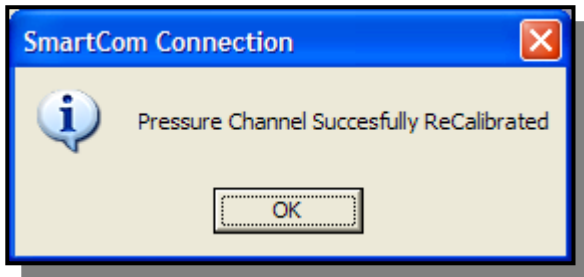 SmartCom Connection
Pressure Channel Succesfully ReCalibrated
OK